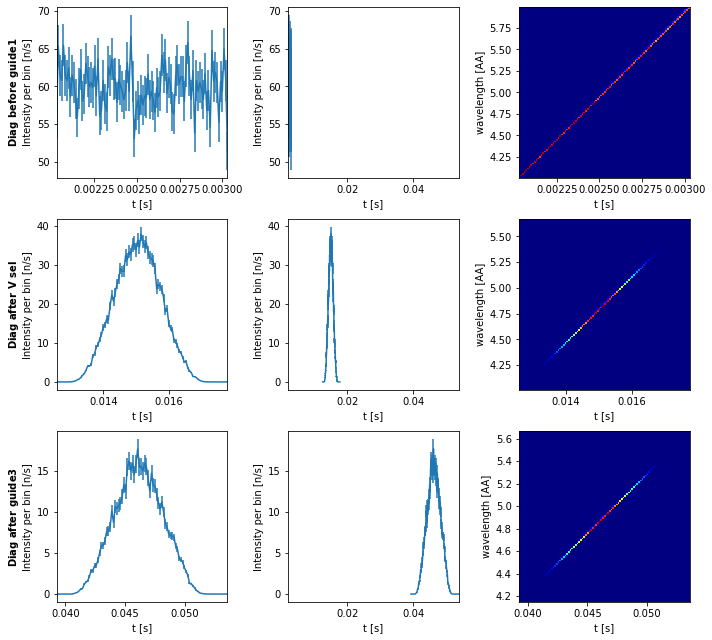 Diag before guide1
Intensity per bin [n/s]
70
65
60
55
50
0.00225 0.00250 0.00275 0.00300
t [s]
Intensity per bin [n/s]
70
65
60
55
50
0.02 0.04
t [s]
wavelength [AA]
5.75
5.50
5.25
5.00
4.75
4.50
4.25
0.00225 0.00250 0.00275 0.00300
t [s]
Diag after V sel
Intensity per bin [n/s]
40
30
20
10
0
0.014 0.016
t [s]
Intensity per bin [n/s]
40
30
20
10
0
0.02 0.04
t [s]
wavelength [AA]
5.50
5.25
5.00
4.75
4.50
4.25
0.014 0.016
t [s]
Diag after guide3
Intensity per bin [n/s]
15
10
5
0
0.040 0.045 0.050
t [s]
Intensity per bin [n/s]
15
10
5
0
0.02 0.04
t [s]
wavelength [AA]
5.6
5.4
5.2
5.0
4.8
4.6
4.4
4.2
0.040 0.045 0.050
t [s]